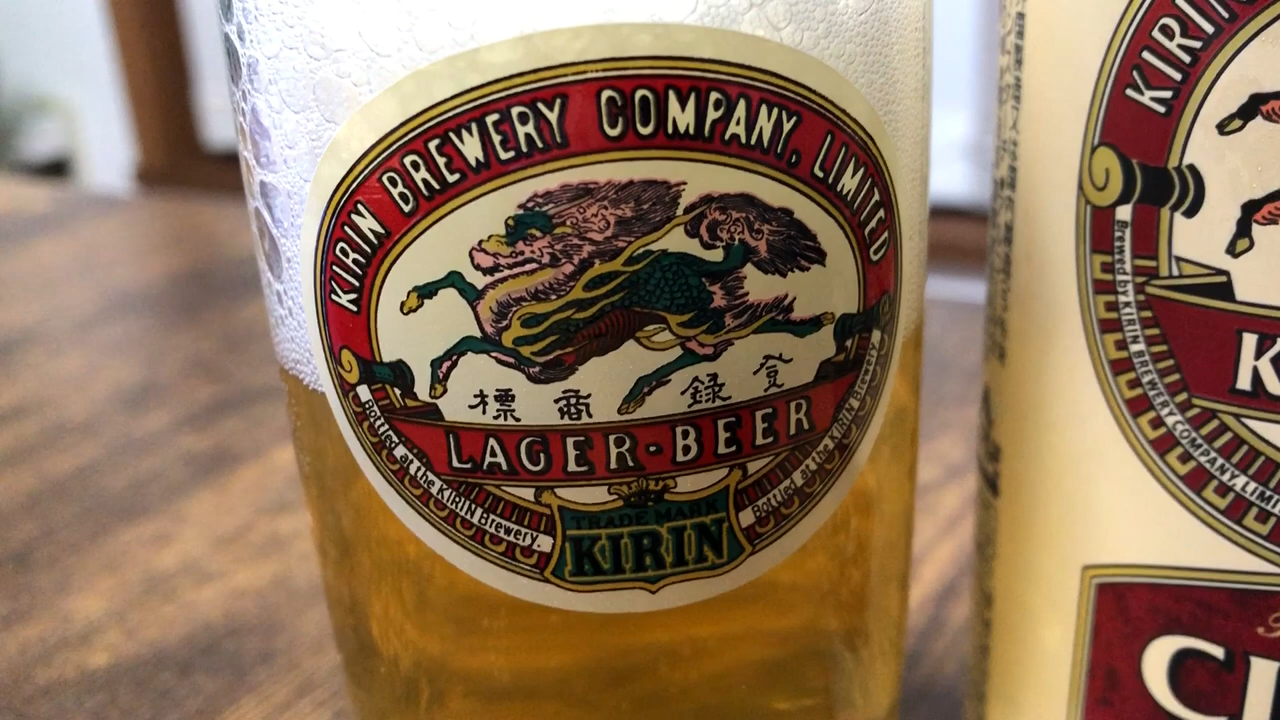 KIRIN BREWERY COMPANY, LIMITED
標商 録登
LAGER-BEER
Bottled at the KIRIN Brewery.
Bottled at the KIRIN Brewery.
TRADE MARK
KIRIN
KIRIN
Brewed by KIRIN BREWERY COMPANY, LIMI
K